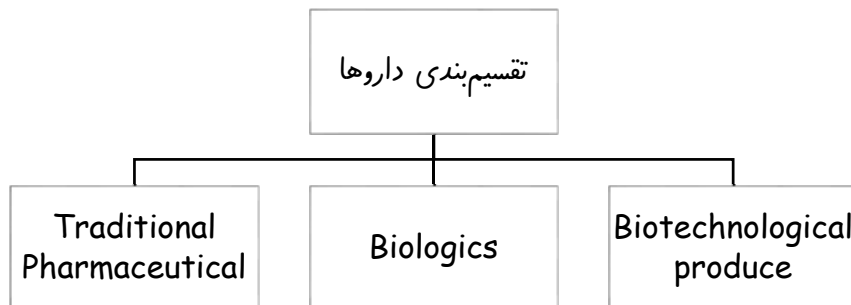 تقسیم‌بندی داروها
Traditional
Pharmaceutical
Biologics
Biotechnological
produce